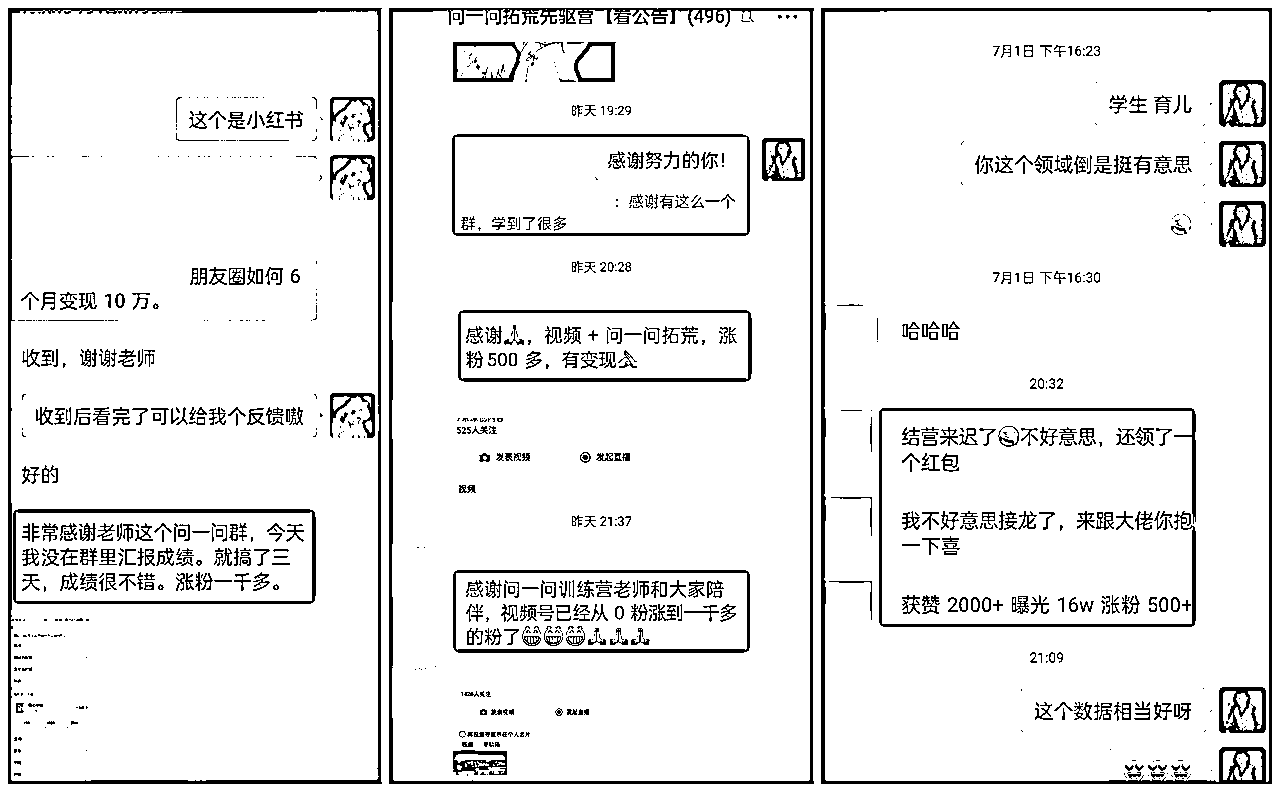 这个是小红书
朋友圈如何 6
个月变现 10 万。
收到，谢谢老师
收到后看完了可以给我个反馈嗷
好的
非常感谢老师这个问一问群，今天
我没在群里汇报成绩。就搞了三
天，成绩很不错。涨粉一千多。
问一问拓荒先驱营【看公告】(496)
昨天 19:29
感谢努力的你！
：感谢有这么一个
群，学到了很多
昨天 20:28
感谢🙏，视频 + 问一问拓荒，涨
粉500 多，有变现🙏
525人关注
发表视频 发起直播
视频
昨天 21:37
感谢问一问训练营老师和大家陪
伴，视频号已经从 0 粉涨到一千多
的粉了😁😁😁🙏🙏🙏
发表视频 发起直播
7月1日 下午16:23
学生 育儿
你这个领域倒是挺有意思
7月1日 下午16:30
哈哈哈
20:32
结营来迟了不好意思，还领了一
个红包
我不好意思接龙了，来跟大佬你抱
一下喜
获赞 2000+ 曝光 16w 涨粉 500+
21:09
这个数据相当好呀